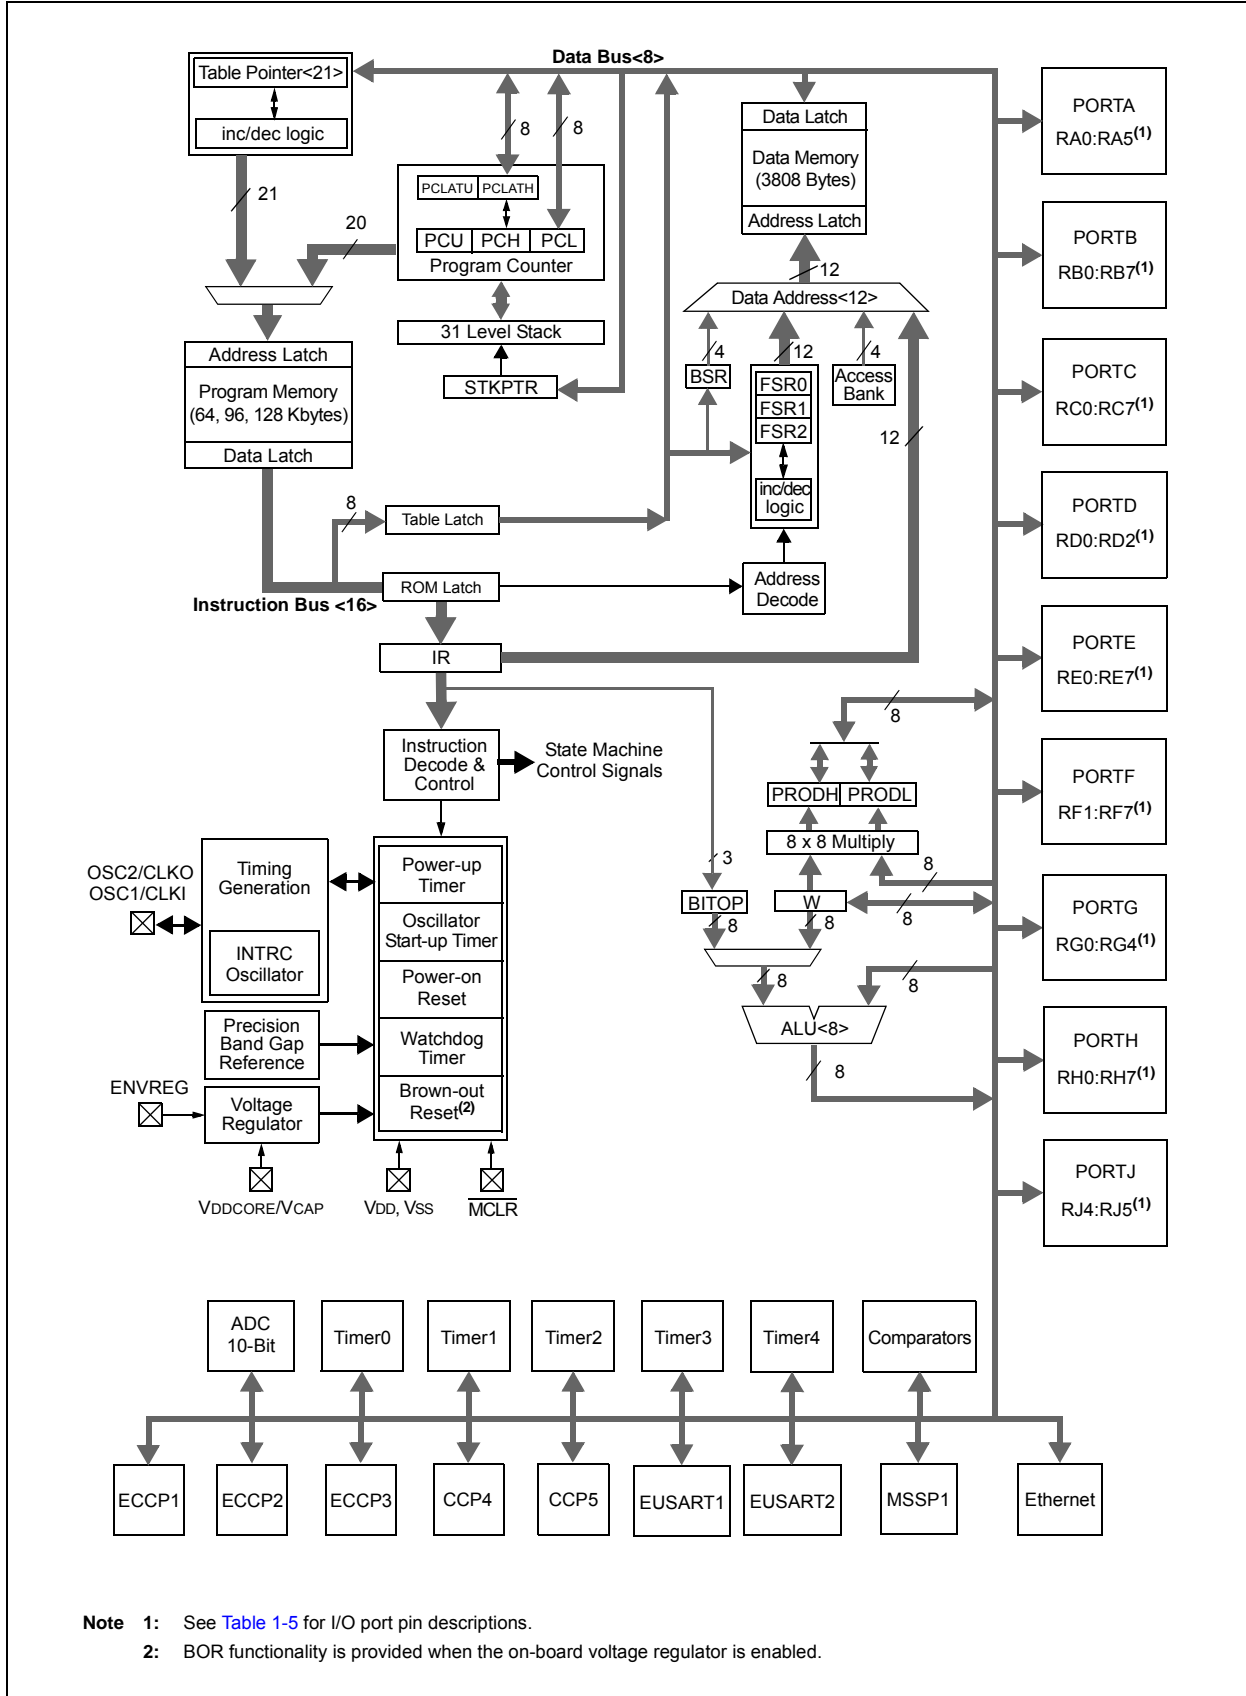 Data Bus<8>
Table Pointer<21>
inc/dec logic
21
20
8
8
PCLATU PCLATH
PCU PCH PCL
Program Counter
31 Level Stack
STKPTR
Data Latch
Data Memory
(3808 Bytes)
Address Latch
12
Data Address<12>
4
12
4
BSR
FSR0
FSR1
FSR2
inc/dec
logic
Access
Bank
12
Address Latch
Program Memory
(64, 96, 128 Kbytes)
Data Latch
8
Table Latch
ROM Latch
Instruction Bus <16>
Address
Decode
IR
Instruction
Decode &
Control
State Machine
Control Signals
8
PRODH PRODL
8 x 8 Multiply
3
8
BITOP
W
8
8
8
8
8
ALU<8>
8
OSC2/CLKO
OSC1/CLKI
Timing
Generation
INTRC
Oscillator
Power-up
Timer
Oscillator
Start-up Timer
Power-on
Reset
Watchdog
Timer
Brown-out
Reset(2)
Precision
Band Gap
Reference
ENVREG
Voltage
Regulator
VDDCORE/VCAP
VDD, VSS
MCLR
PORTA
RA0:RA5(1)
PORTB
RB0:RB7(1)
PORTC
RC0:RC7(1)
PORTD
RD0:RD2(1)
PORTE
RE0:RE7(1)
PORTF
RF1:RF7(1)
PORTG
RG0:RG4(1)
PORTH
RH0:RH7(1)
PORTJ
RJ4:RJ5(1)
ADC
10-Bit
Timer0
Timer1
Timer2
Timer3
Timer4
Comparators
ECCP1
ECCP2
ECCP3
CCP4
CCP5
EUSART1
EUSART2
MSSP1
Ethernet
Note 1: See Table 1-5 for I/O port pin descriptions.
2: BOR functionality is provided when the on-board voltage regulator is enabled.